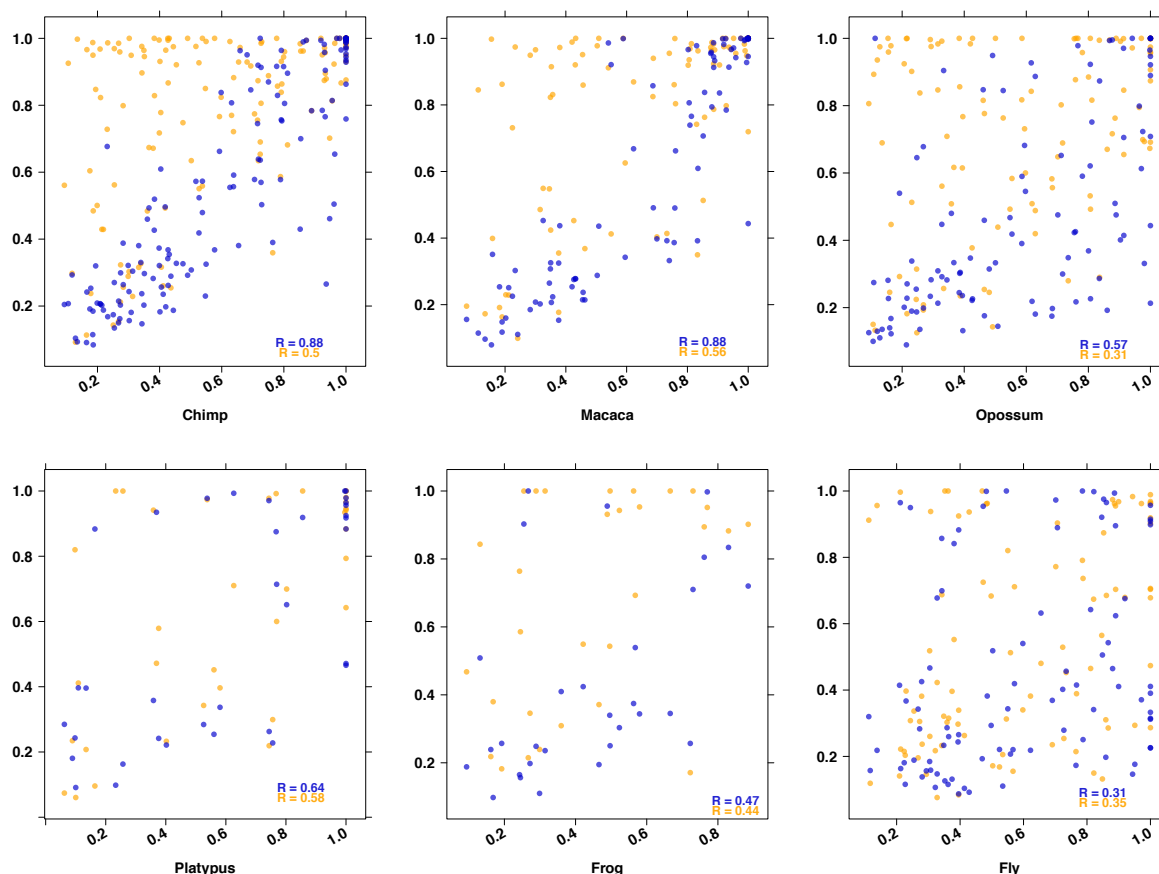 1.0
0.8
0.6
0.4
0.2
R = 0.88
R = 0.5
0.2 0.4 0.6 0.8 1.0
Chimp
1.0
0.8
0.6
0.4
0.2
R = 0.88
R = 0.56
0.2 0.4 0.6 0.8 1.0
Macaca
1.0
0.8
0.6
0.4
0.2
R = 0.57
R = 0.31
0.2 0.4 0.6 0.8 1.0
Opossum
1.0
0.8
0.6
0.4
0.2
R = 0.64
R = 0.58
0.2 0.4 0.6 0.8 1.0
Platypus
1.0
0.8
0.6
0.4
0.2
R = 0.47
R = 0.44
0.2 0.4 0.6 0.8
Frog
1.0
0.8
0.6
0.4
0.2
R = 0.31
R = 0.35
0.2 0.4 0.6 0.8 1.0
Fly